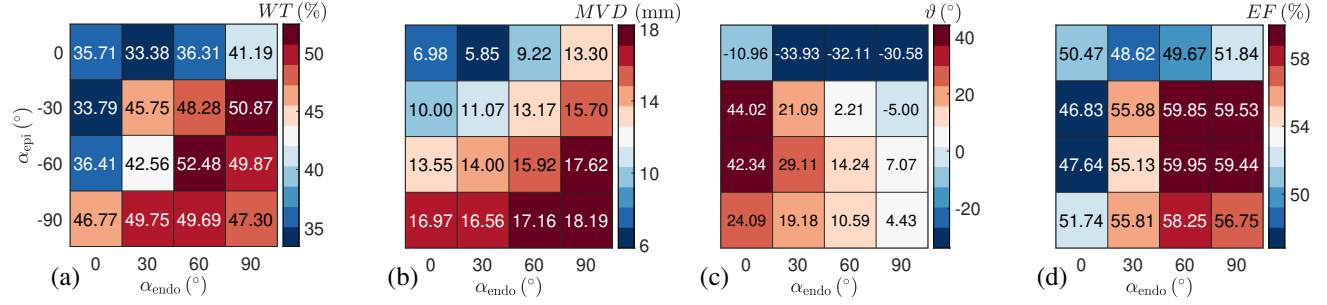 WT (%)
0 35.71 33.38 36.31 41.19
-30 33.79 45.75 48.28 50.87
-60 36.41 42.56 52.48 49.87
-90 46.77 49.75 49.69 47.30
α_epi (°)
0 30 60 90
α_endo (°)
50
45
40
35
(a)
MVD (mm)
6.98 5.85 9.22 13.30
10.00 11.07 13.17 15.70
13.55 14.00 15.92 17.62
16.97 16.56 17.16 18.19
0 30 60 90
α_endo (°)
18
14
10
6
(b)
ϑ (°)
-10.96 -33.93 -32.11 -30.58
44.02 21.09 2.21 -5.00
42.34 29.11 14.24 7.07
24.09 19.18 10.59 4.43
0 30 60 90
α_endo (°)
40
20
0
-20
(c)
EF (%)
50.47 48.62 49.67 51.84
46.83 55.88 59.85 59.53
47.64 55.13 59.95 59.44
51.74 55.81 58.25 56.75
0 30 60 90
α_endo (°)
58
54
50
(d)